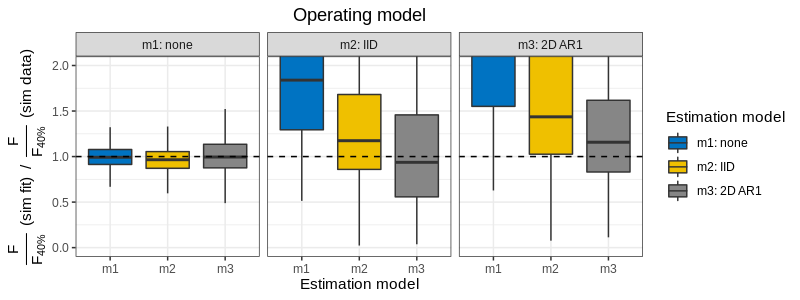 Operating model
m1: none
m2: IID
m3: 2D AR1
F/F40% (sim fit) / F/F40% (sim data)
2.0
1.5
1.0
0.5
0.0
m1 m2 m3
m1 m2 m3
m1 m2 m3
Estimation model
Estimation model
m1: none
m2: IID
m3: 2D AR1